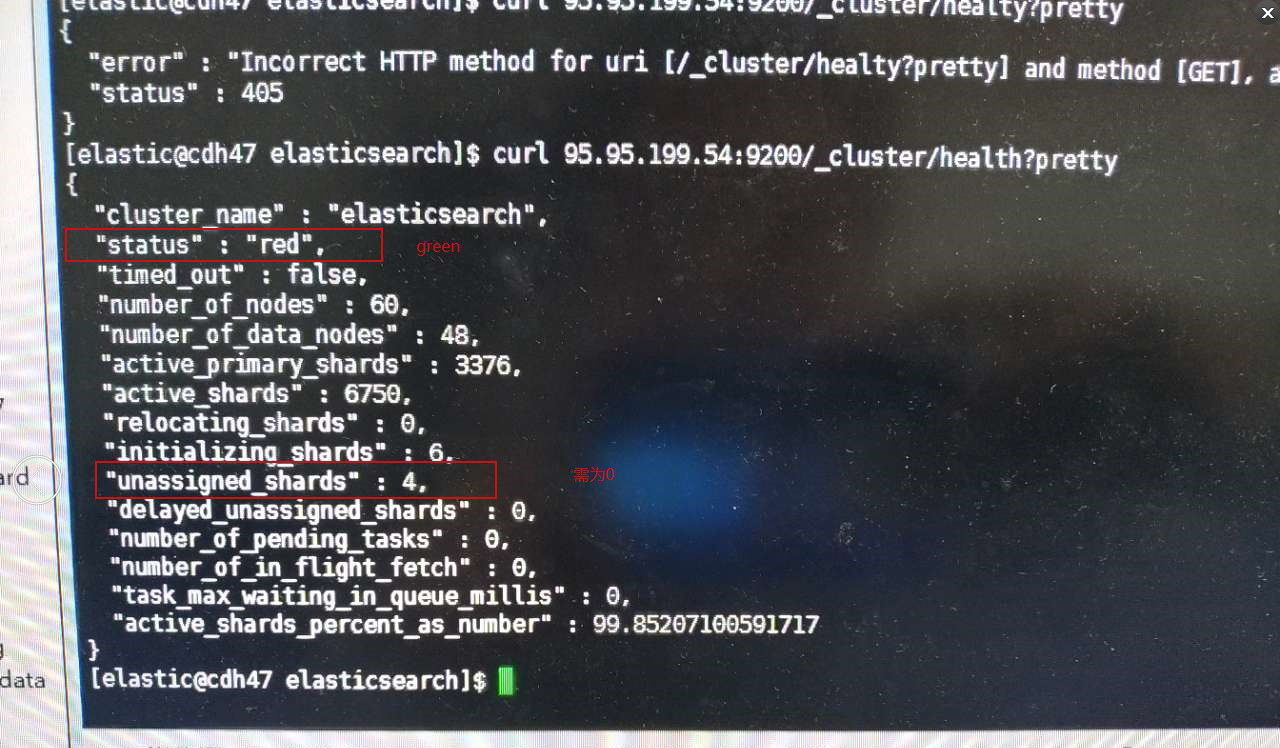 [elastic@cdh47 elasticsearch]$ curl 95.95.199.54:9200/_cluster/healty?pretty
{
"error" : "Incorrect HTTP method for uri [/_cluster/healty?pretty] and method [GET], a
"status" : 405
}
[elastic@cdh47 elasticsearch]$ curl 95.95.199.54:9200/_cluster/health?pretty
{
"cluster_name" : "elasticsearch",
"status" : "red", green
"timed_out" : false,
"number_of_nodes" : 60,
"number_of_data_nodes" : 48,
"active_primary_shards" : 3376,
"active_shards" : 6750,
"relocating_shards" : 0,
"initializing_shards" : 6,
ard
"unassigned_shards" : 4, 需为0
"delayed_unassigned_shards" : 0,
"number_of_pending_tasks" : 0,
"number_of_in_flight_fetch" : 0,
"task_max_waiting_in_queue_millis" : 0,
"active_shards_percent_as_number" : 99.85207100591717
}
data
[elastic@cdh47 elasticsearch]$